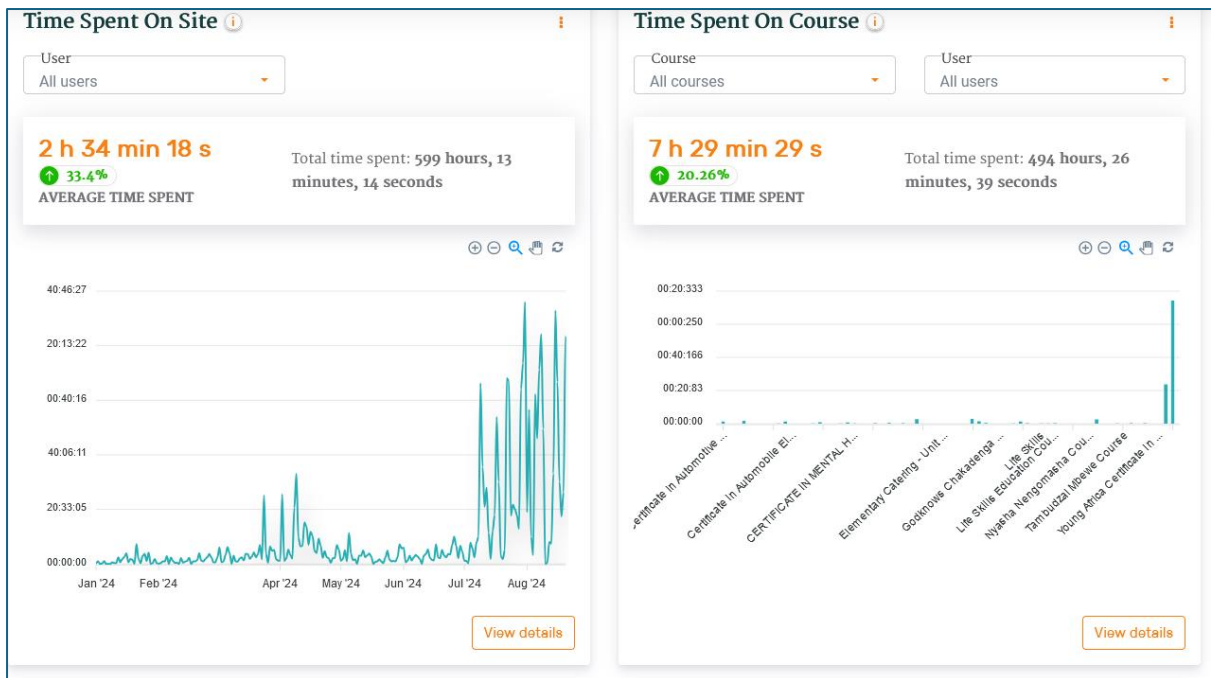 Time Spent On Site
User
All users
2 h 34 min 18 s
33.4%
AVERAGE TIME SPENT
Total time spent: 599 hours, 13
minutes, 14 seconds
40:46:27
20:13:22
00:40:16
40:06:11
20:33:05
00:00:00
Jan '24
Feb '24
Apr '24
May '24
Jun '24
Jul '24
Aug '24
View details
Time Spent On Course
Course
All courses
User
All users
7 h 29 min 29 s
20.26%
AVERAGE TIME SPENT
Total time spent: 494 hours, 26
minutes, 39 seconds
00:20:333
00:00:250
00:40:166
00:20:83
00:00:00
ertificate In Automotive ...
Certificate In Automobile El...
CERTIFICATE IN MENTAL H...
Elementary Catering - Unit ...
Godknows Chakadenga ...
Life Skills
Life Skills Education Cou...
Nyasha Nengomasha Cou...
Tambudzai Mbewe Course
Young Africa Certificate In ...
View details